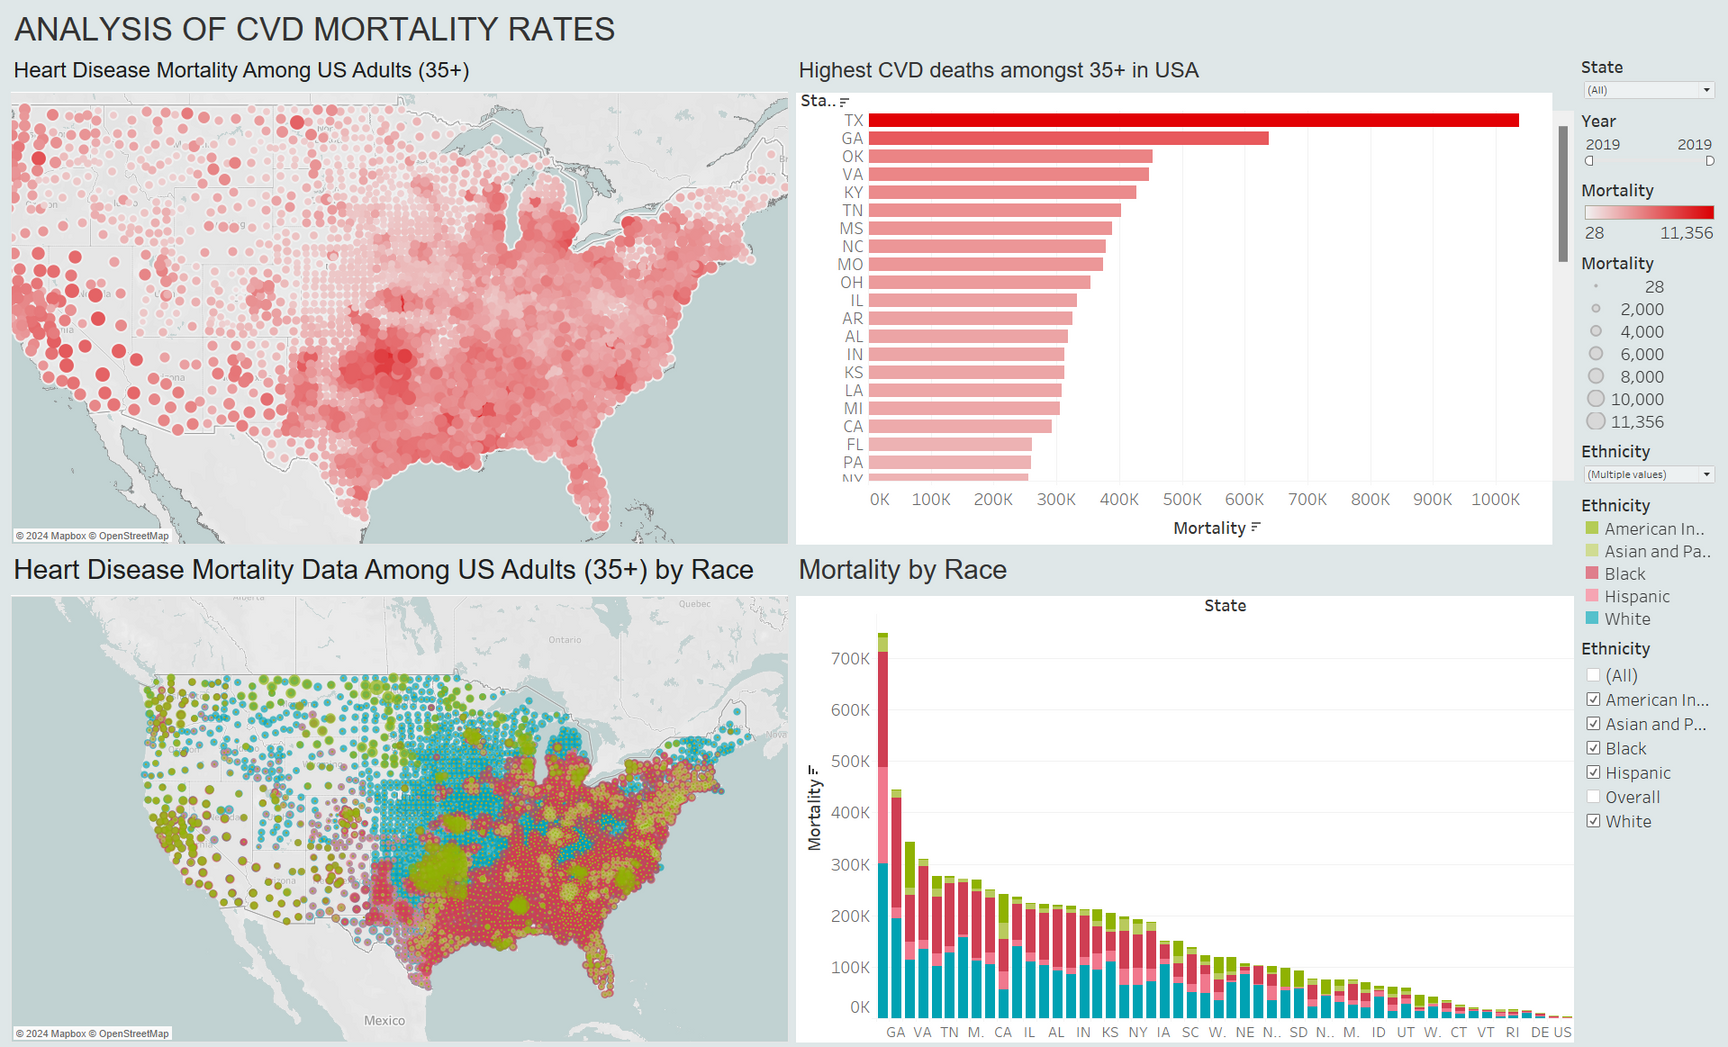 ANALYSIS OF CVD MORTALITY RATES
Heart Disease Mortality Among US Adults (35+)
© 2024 Mapbox © OpenStreetMap
Highest CVD deaths amongst 35+ in USA
Sta..
TX
GA
OK
VA
KY
TN
MS
NC
MO
OH
IL
AR
AL
IN
KS
LA
MI
CA
FL
PA
NY
0K 100K 200K 300K 400K 500K 600K 700K 800K 900K 1000K
Mortality
State
(All)
Year
2019 2019
Mortality
28 11,356
Mortality
28
2,000
4,000
6,000
8,000
10,000
11,356
Ethnicity
(Multiple values)
Ethnicity
American In..
Asian and Pa..
Black
Hispanic
White
Ethnicity
(All)
American In...
Asian and P...
Black
Hispanic
Overall
White
Heart Disease Mortality Data Among US Adults (35+) by Race
Quebec
Ontario
Mexico
© 2024 Mapbox © OpenStreetMap
Mortality by Race
State
Mortality
700K
600K
500K
400K
300K
200K
100K
0K
GA VA TN M. CA IL AL IN KS NY IA SC W. NE N.. SD N.. M. ID UT W. CT VT RI DE US